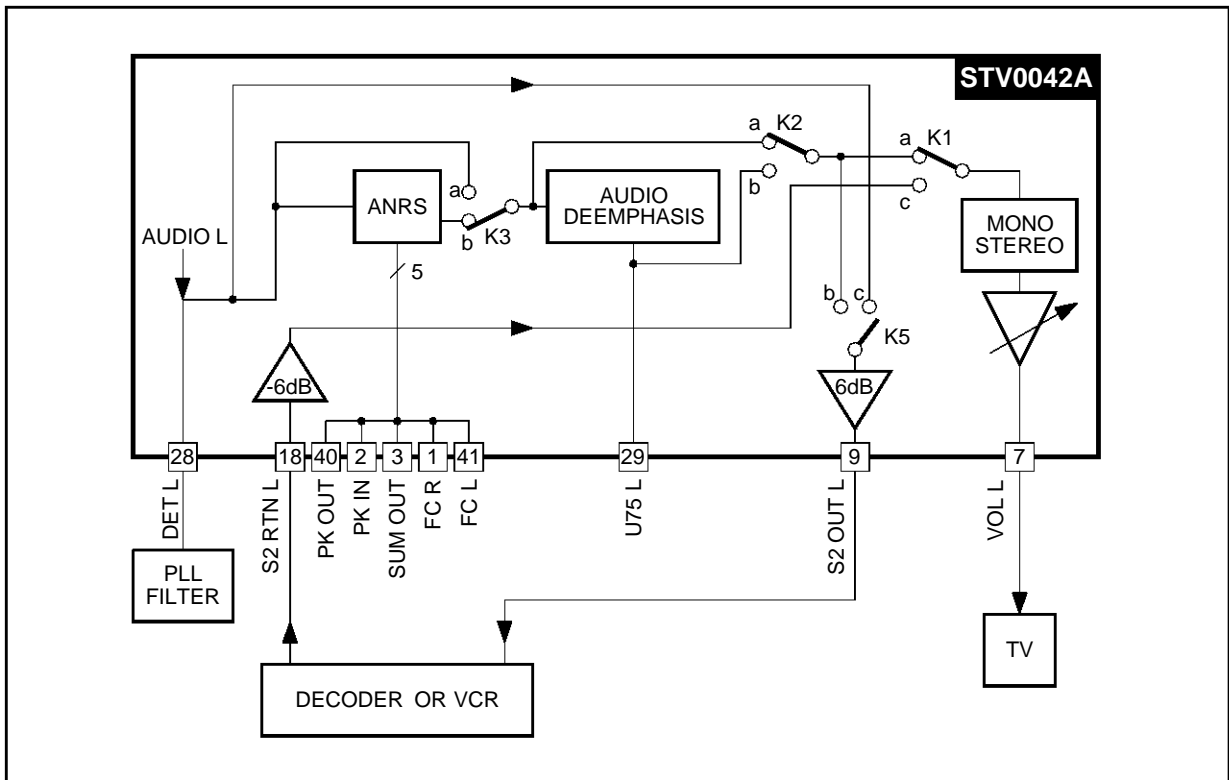 STV0042A
a
K2
a
K1
b
c
a
b
K3
ANRS
AUDIO
DEEMPHASIS
MONO
STEREO
AUDIO L
5
b
c
K5
-6dB
6dB
28
18
40
2
3
1
41
29
9
7
DET L
S2 RTN L
PK OUT
PK IN
SUM OUT
FC R
FC L
U75 L
S2 OUT L
VOL L
PLL
FILTER
TV
DECODER OR VCR